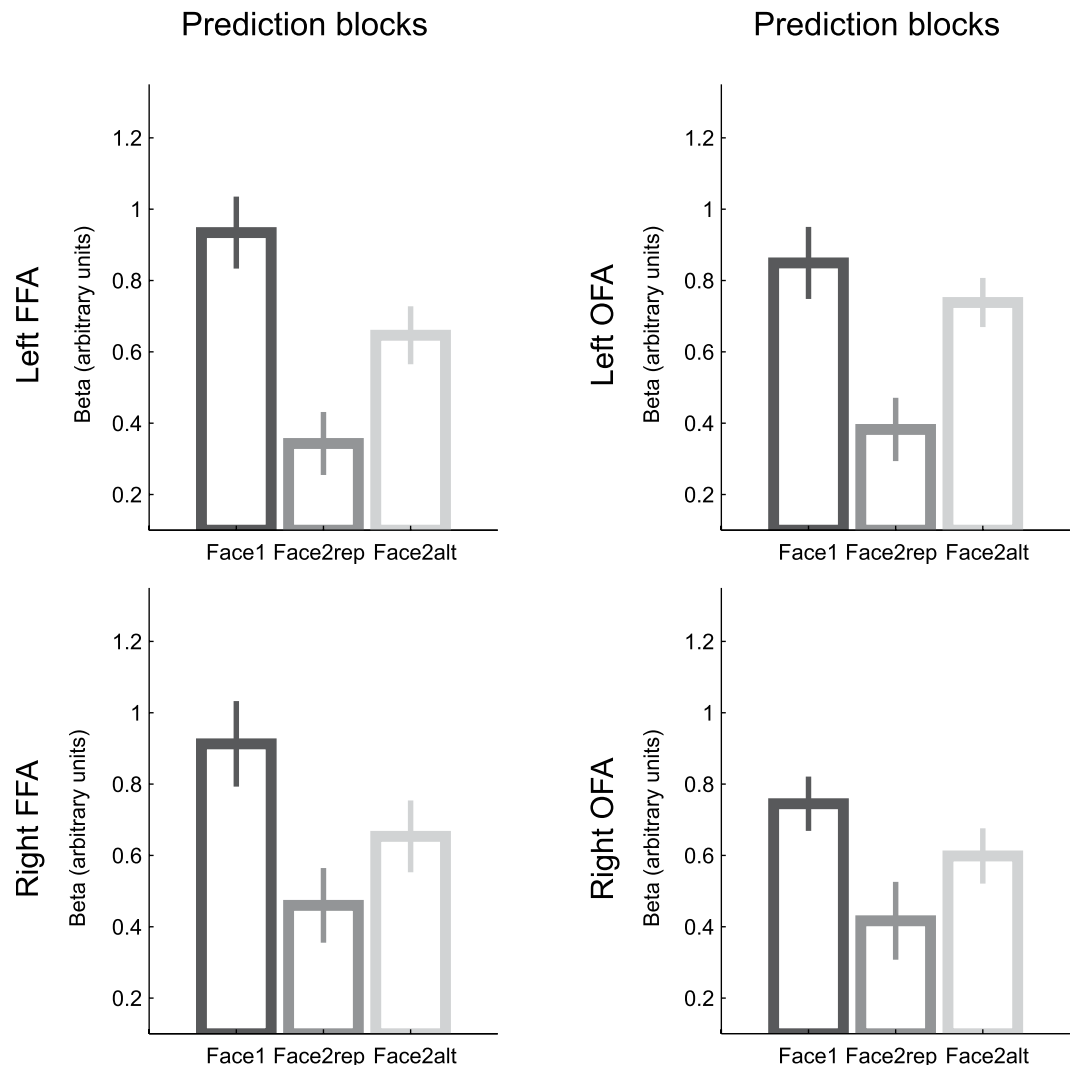 Prediction blocks
Prediction blocks
Left FFA
Beta (arbitrary units)
1.2
1
0.8
0.6
0.4
0.2
Face1 Face2rep Face2alt
Left OFA
Beta (arbitrary units)
1.2
1
0.8
0.6
0.4
0.2
Face1 Face2rep Face2alt
Right FFA
Beta (arbitrary units)
1.2
1
0.8
0.6
0.4
0.2
Face1 Face2rep Face2alt
Right OFA
Beta (arbitrary units)
1.2
1
0.8
0.6
0.4
0.2
Face1 Face2rep Face2alt